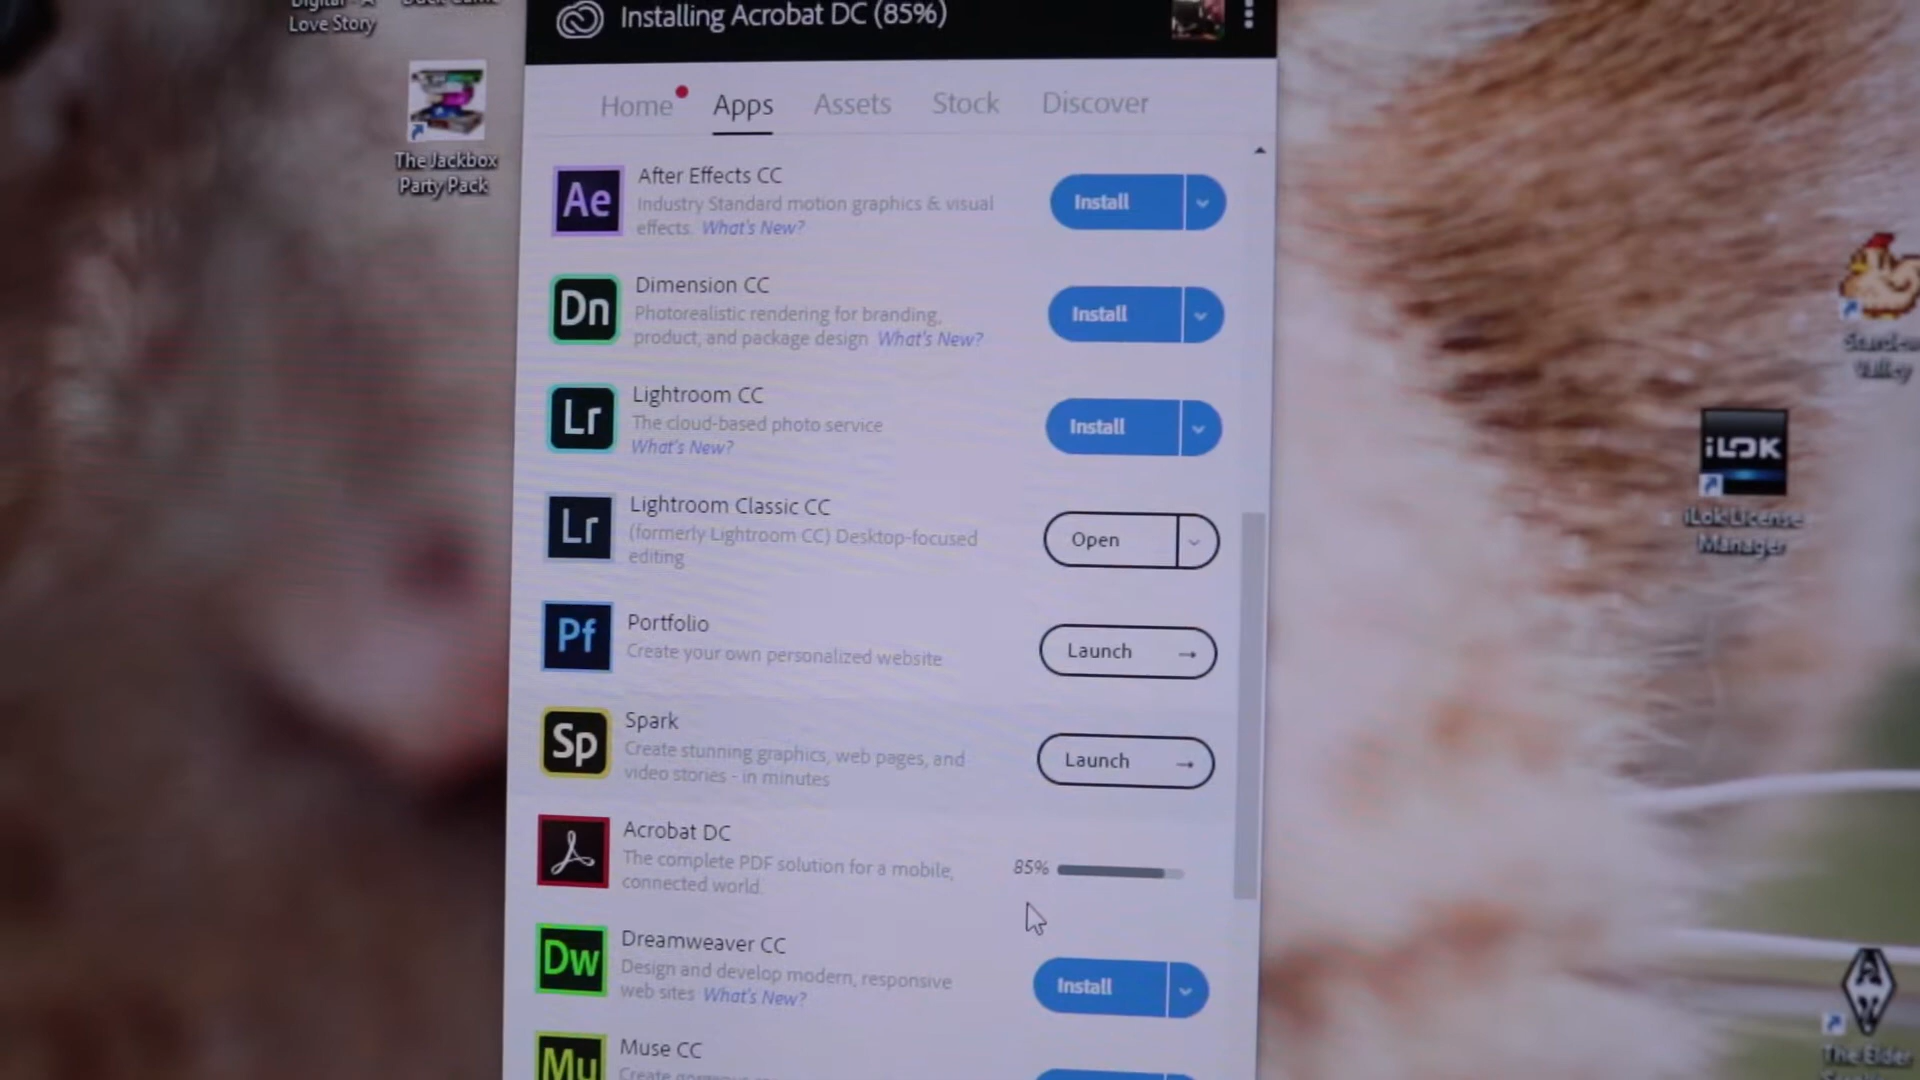 Digital - A
Love Story
The Jackbox
Party Pack
Installing Acrobat DC (85%)
Home
Apps
Assets
Stock
Discover
Ae
After Effects CC
Industry Standard motion graphics & visual
effects. What's New?
Install
Dn
Dimension CC
Photorealistic rendering for branding,
product, and package design What's New?
Install
Lr
Lightroom CC
The cloud-based photo service
What's New?
Install
Lr
Lightroom Classic CC
(formerly Lightroom CC) Desktop-focused
editing
Open
Pf
Portfolio
Create your own personalized website
Launch
Sp
Spark
Create stunning graphics, web pages, and
video stories - in minutes
Launch
Acrobat DC
The complete PDF solution for a mobile,
connected world.
85%
Dw
Dreamweaver CC
Design and develop modern, responsive
web sites What's New?
Install
Mu
Muse CC
Create
Stardew
Valley
iLOK
iLok License
Manager
The Elder